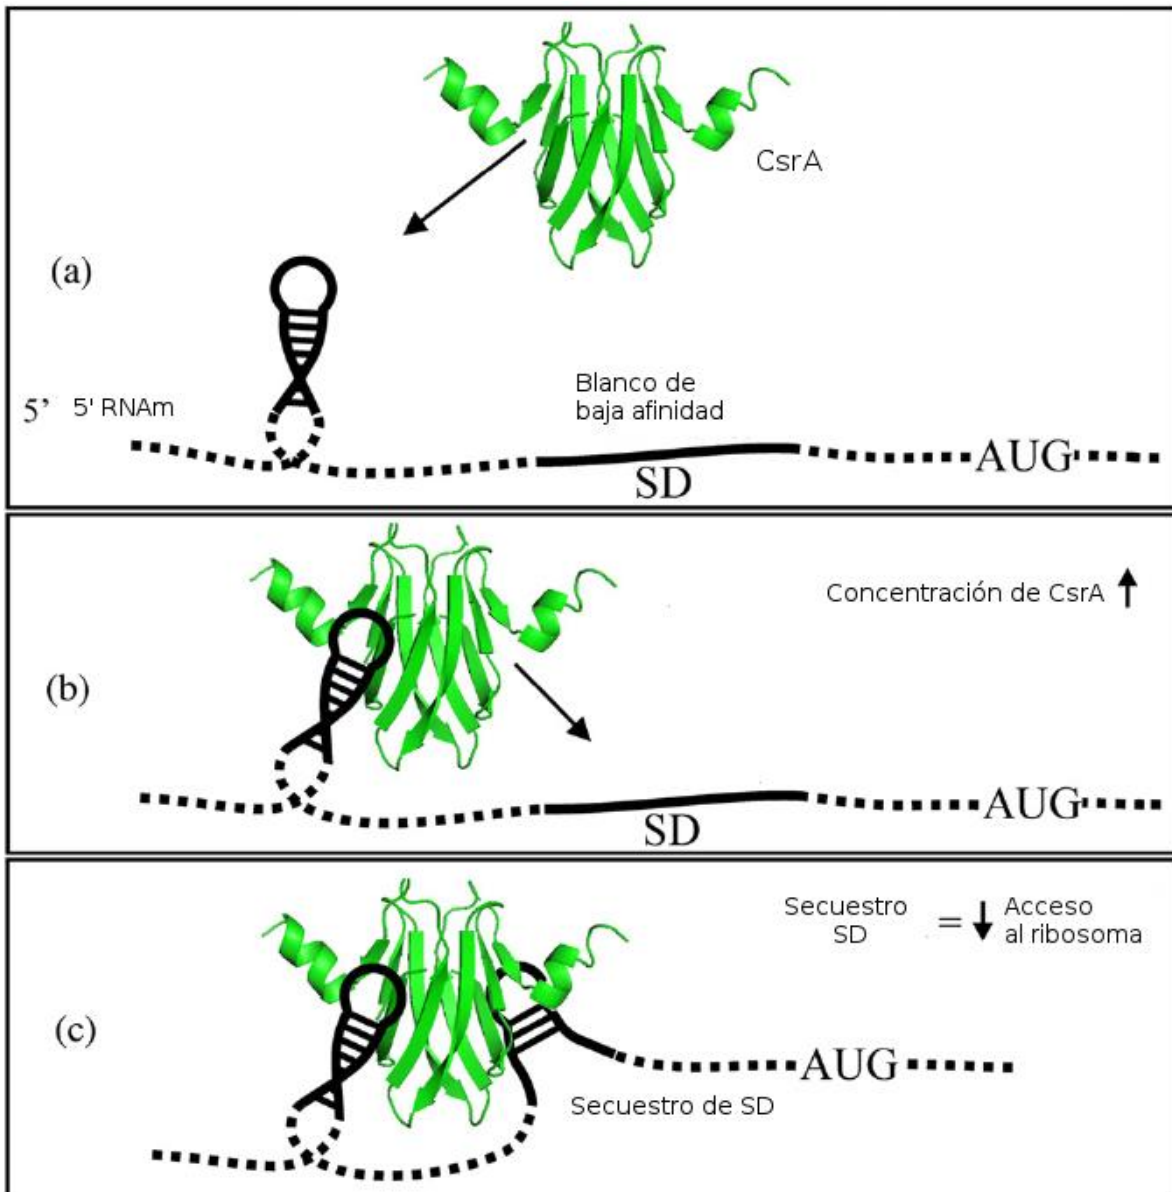 CsrA
(a)
Blanco de
baja afinidad
5’ 5' RNAm
SD
AUG
Concentración de CsrA
(b)
SD
AUG
Secuestro
SD
=
Acceso
al ribosoma
(c)
AUG
Secuestro de SD